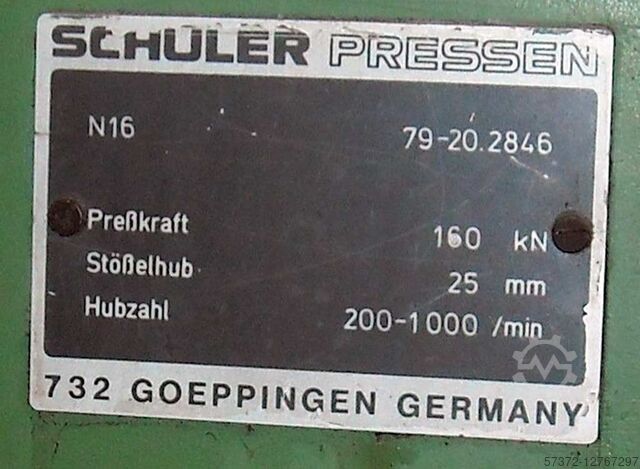 SCHULER PRESSEN
N16 79-20.2846
Preßkraft 160 kN
Stößelhub 25 mm
Hubzahl 200-1000 /min
732 GOEPPINGEN GERMANY
57372-12767297